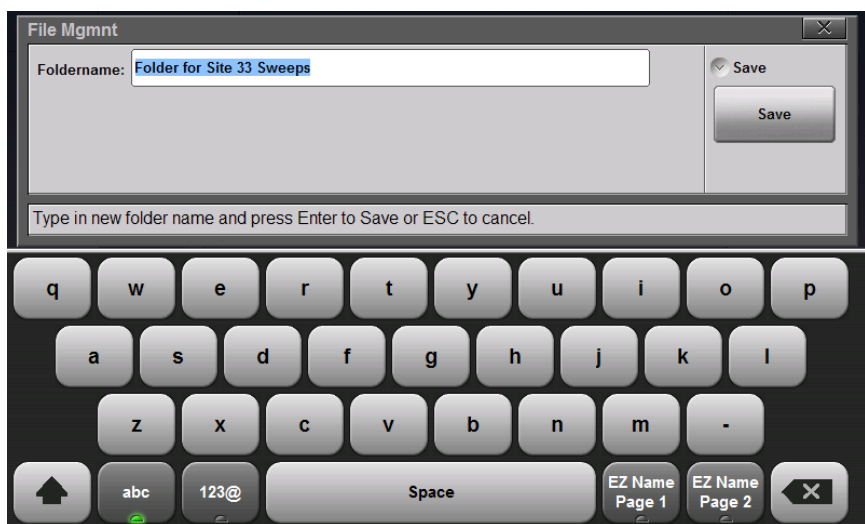 File Mgmnt
Foldername: Folder for Site 33 Sweeps
Save
Save
Type in new folder name and press Enter to Save or ESC to cancel.
q w e r t y u i o p
a s d f g h j k l
z x c v b n m -
abc 123@ Space EZ Name Page 1 EZ Name Page 2